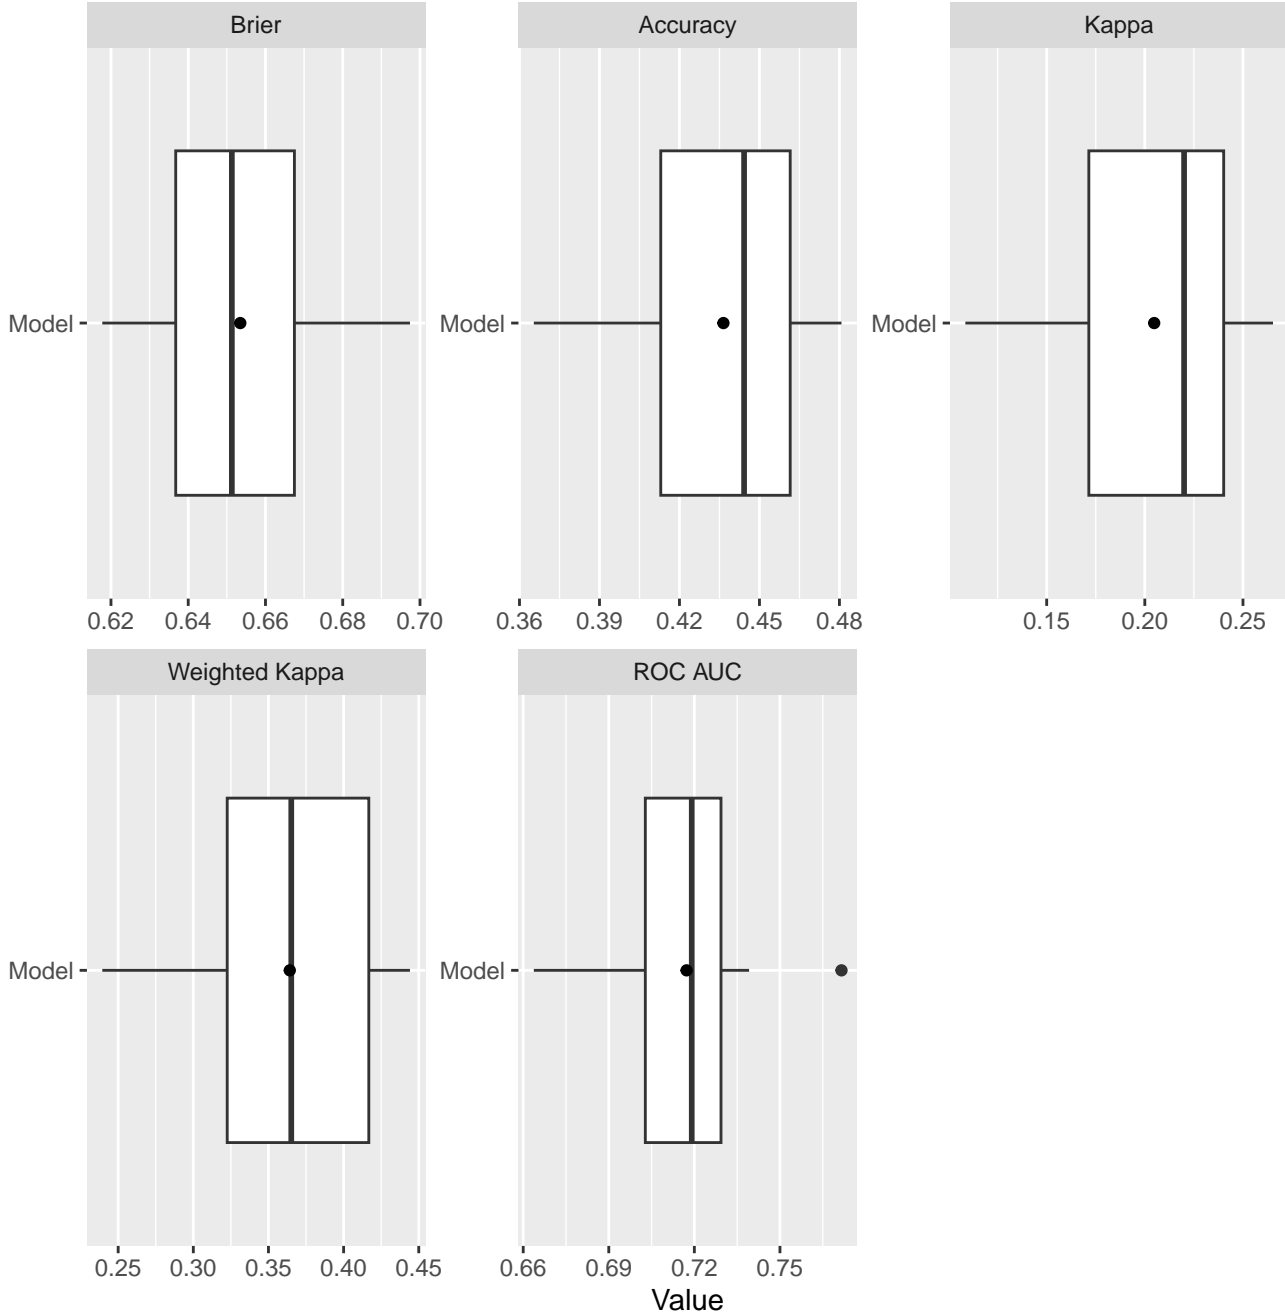 Brier
Accuracy
Kappa
Model
Model
Model
0.62 0.64 0.66 0.68 0.70
0.36 0.39 0.42 0.45 0.48
0.15 0.20 0.25
Weighted Kappa
ROC AUC
Model
Model
0.25 0.30 0.35 0.40 0.45
0.66 0.69 0.72 0.75
Value